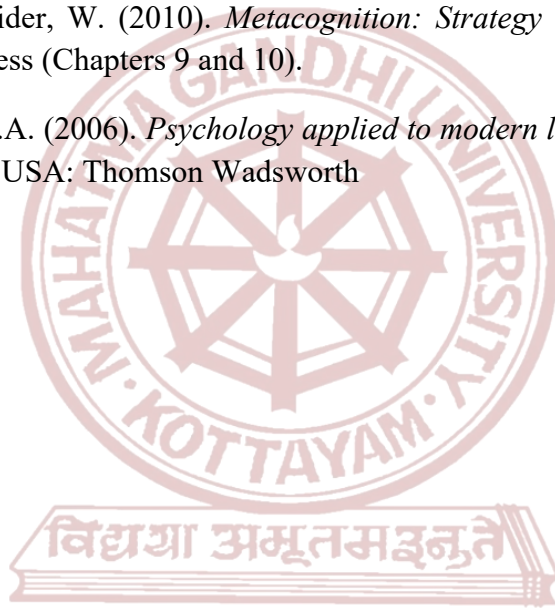 ider, W. (2010). Metacognition: Strategy
ess (Chapters 9 and 10).
.A. (2006). Psychology applied to modern l
USA: Thomson Wadsworth
MAHATMA GANDHI UNIVERSITY
KOTTAYAM
विद्यया अमृतमश्नुते